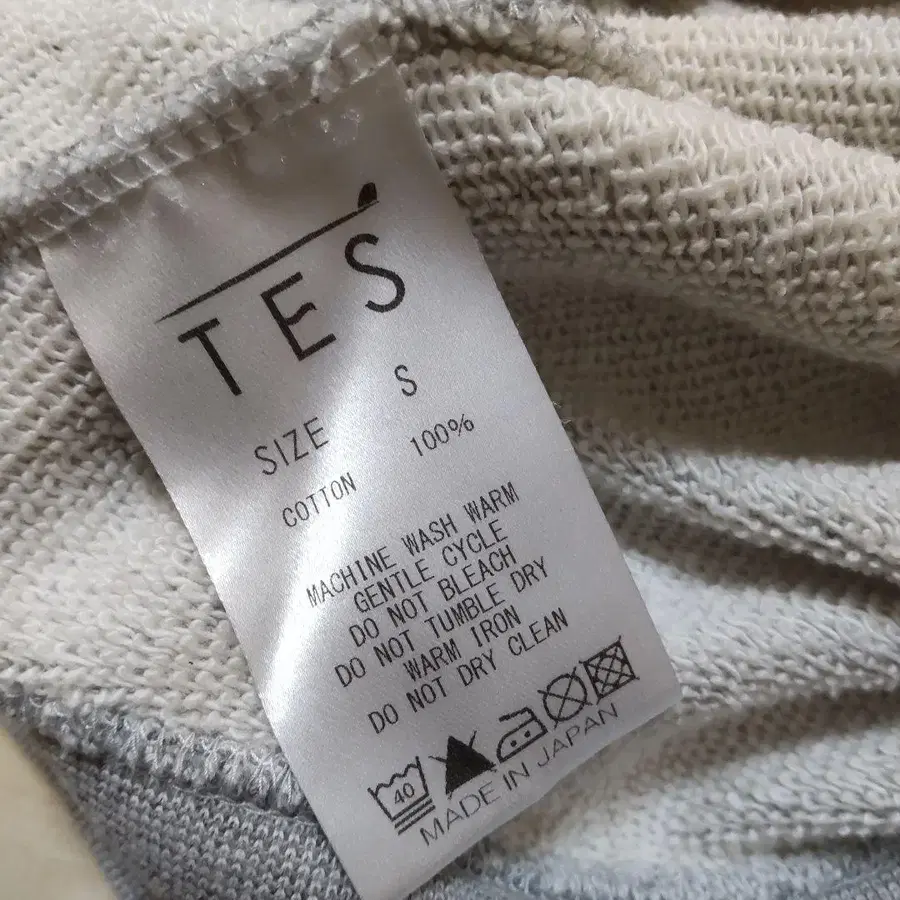 TES
SIZE S
COTTON 100%
MACHINE WASH WARM
GENTLE CYCLE
DO NOT BLEACH
DO NOT TUMBLE DRY
WARM IRON
DO NOT DRY CLEAN
40
MADE IN JAPAN